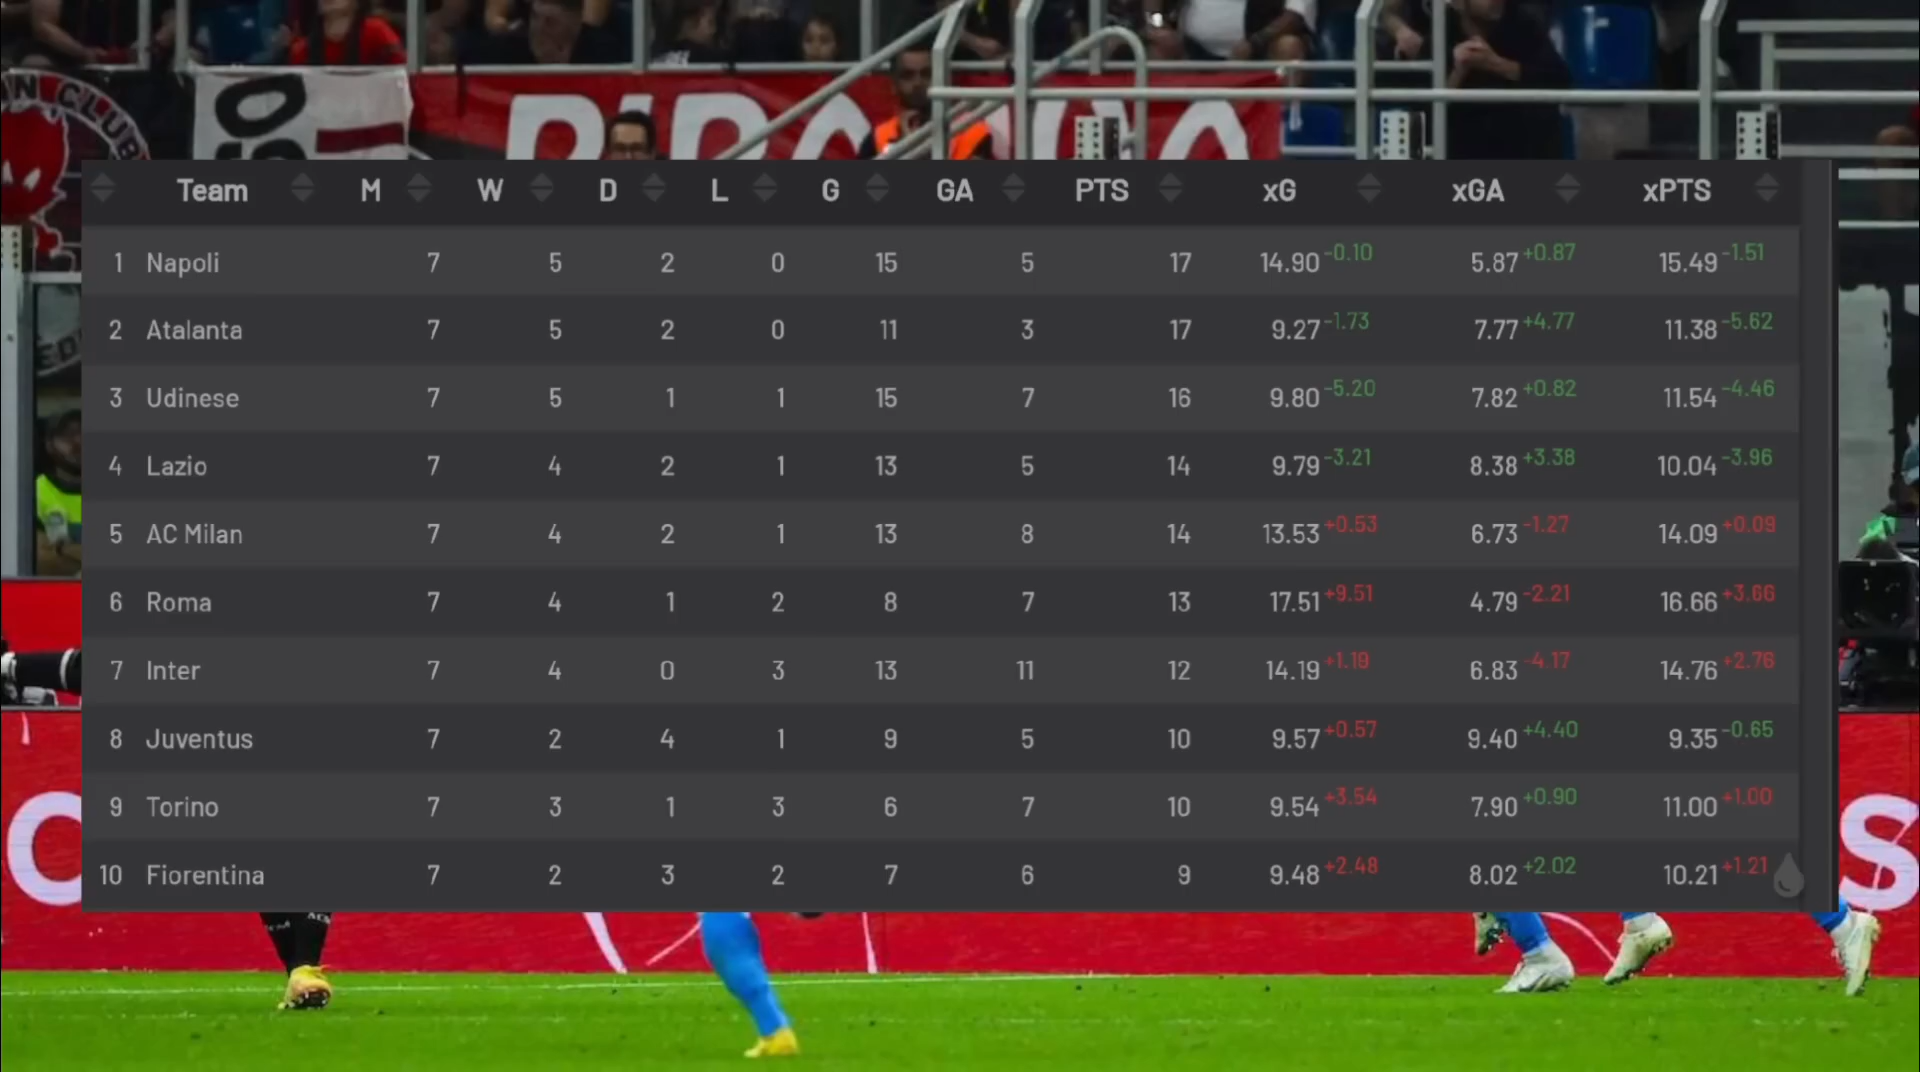 N CLUB
Team M W D L G GA PTS xG xGA xPTS
1 Napoli 7 5 2 0 15 5 17 14.90 -0.10 5.87 +0.87 15.49 -1.51
2 Atalanta 7 5 2 0 11 3 17 9.27 -1.73 7.77 +4.77 11.38 -5.62
3 Udinese 7 5 1 1 15 7 16 9.80 -5.20 7.82 +0.82 11.54 -4.46
4 Lazio 7 4 2 1 13 5 14 9.79 -3.21 8.38 +3.38 10.04 -3.96
5 AC Milan 7 4 2 1 13 8 14 13.53 +0.53 6.73 -1.27 14.09 +0.09
6 Roma 7 4 1 2 8 7 13 17.51 +9.51 4.79 -2.21 16.66 +3.66
7 Inter 7 4 0 3 13 11 12 14.19 +1.19 6.83 -4.17 14.76 +2.76
8 Juventus 7 2 4 1 9 5 10 9.57 +0.57 9.40 +4.40 9.35 -0.65
9 Torino 7 3 1 3 6 7 10 9.54 +3.54 7.90 +0.90 11.00 +1.00
10 Fiorentina 7 2 3 2 7 6 9 9.48 +2.48 8.02 +2.02 10.21 +1.21